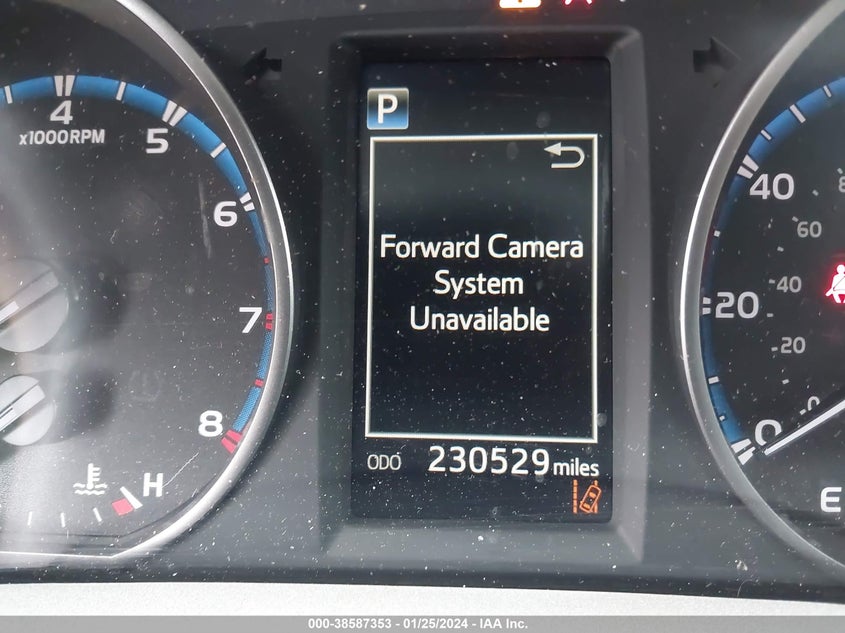 4
x1000RPM
5
6
7
8
H
P
Forward Camera
System
Unavailable
ODO 230529 miles
40
60
20
40
20
0
0
E
000-38587353 - 01/25/2024 - IAA Inc.